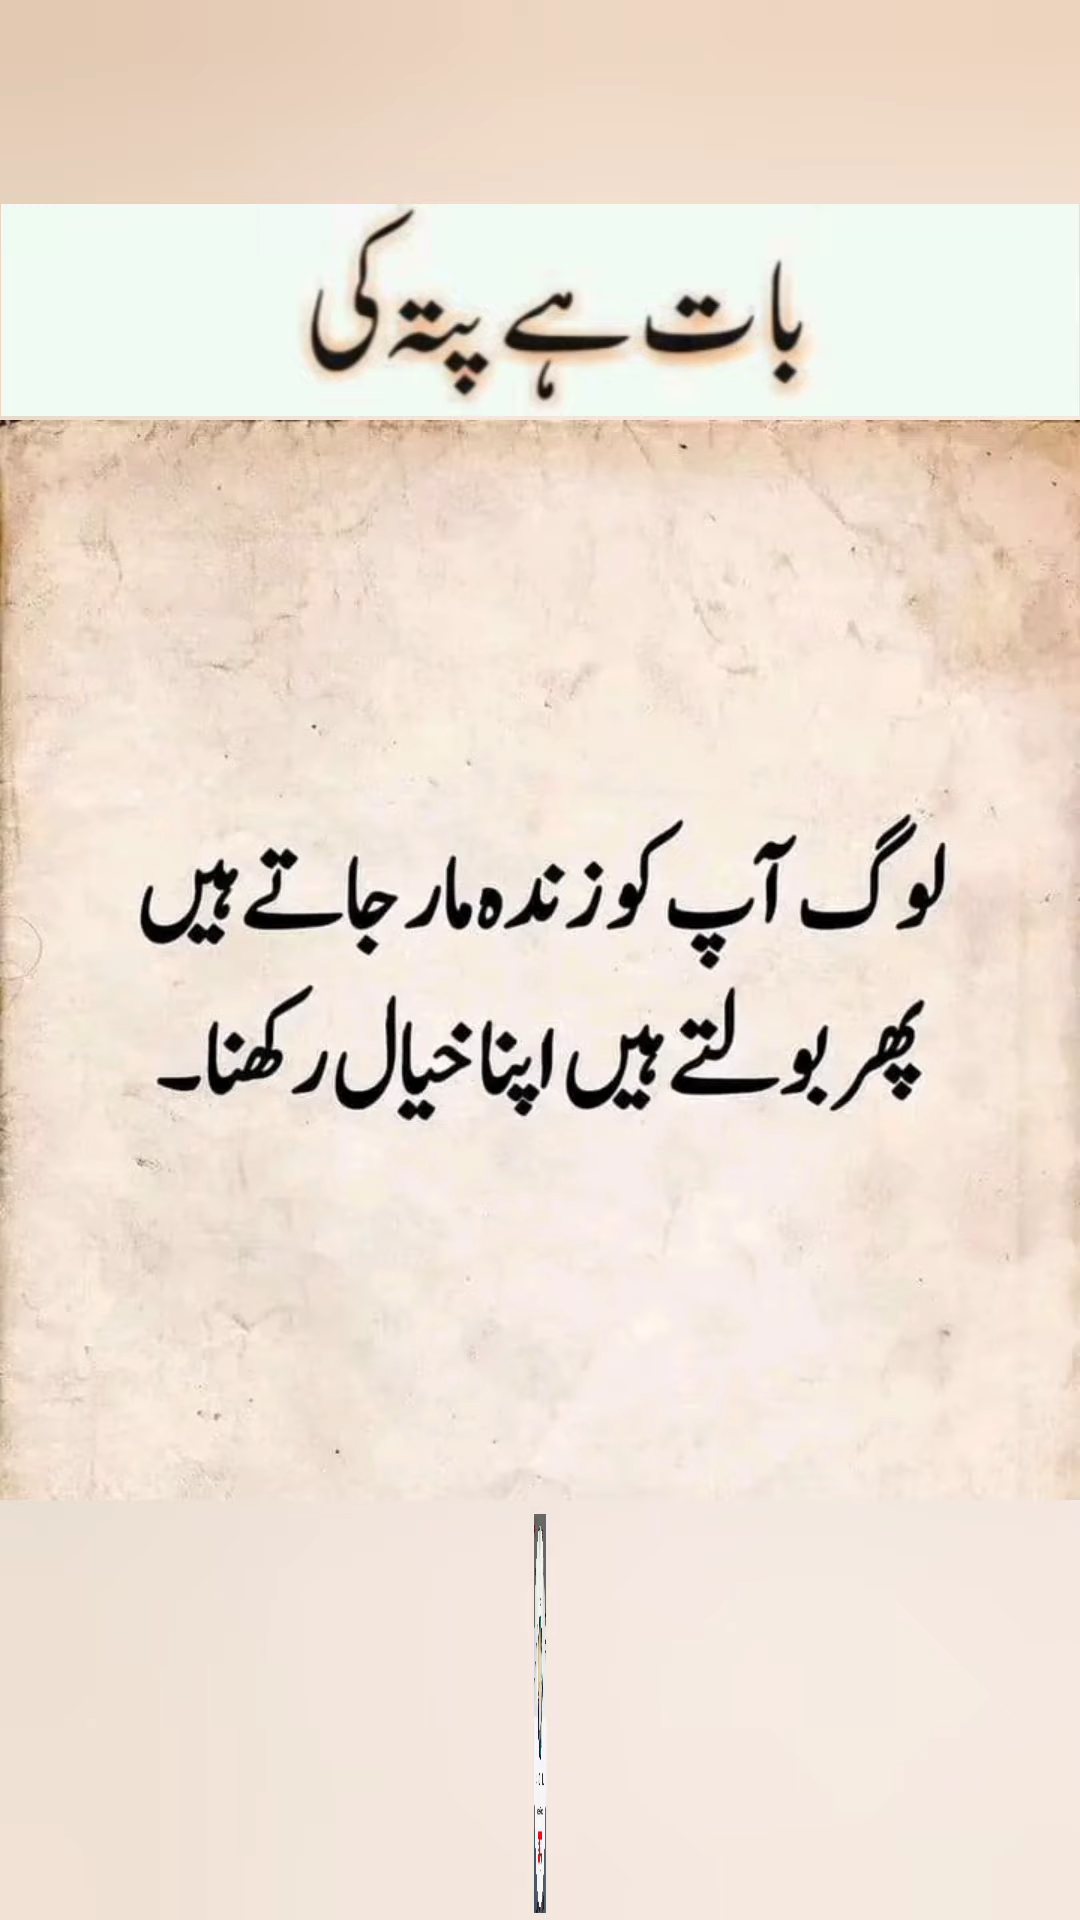 بات ہے پتہ کی
لوگ آپ کو زندہ مار جاتے ہیں
پھر بولتے ہیں اپنا خیال رکھنا۔